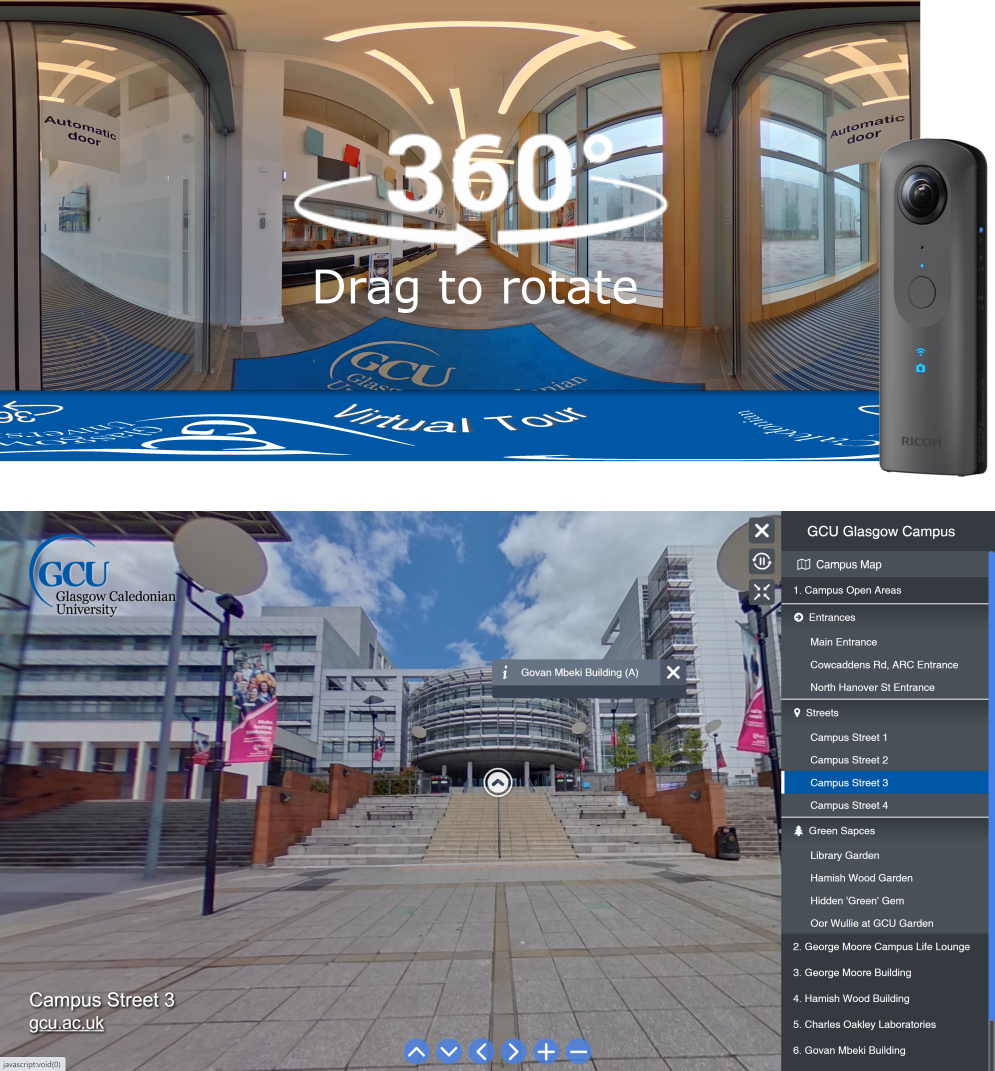 Automatic
door
Automatic
door
360°
Drag to rotate
GCU
Virtual Tour
GCU
Caledonian
RICOH
GCU
Glasgow Caledonian
University
Govan Mbeki Building (A)
Campus Street 3
gcu.ac.uk
javascript:void(0)
GCU Glasgow Campus
Campus Map
1. Campus Open Areas
Entrances
Main Entrance
Cowcaddens Rd, ARC Entrance
North Hanover St Entrance
Streets
Campus Street 1
Campus Street 2
Campus Street 3
Campus Street 4
Green Sapces
Library Garden
Hamish Wood Garden
Hidden 'Green' Gem
Oor Wullie at GCU Garden
2. George Moore Campus Life Lounge
3. George Moore Building
4. Hamish Wood Building
5. Charles Oakley Laboratories
6. Govan Mbeki Building